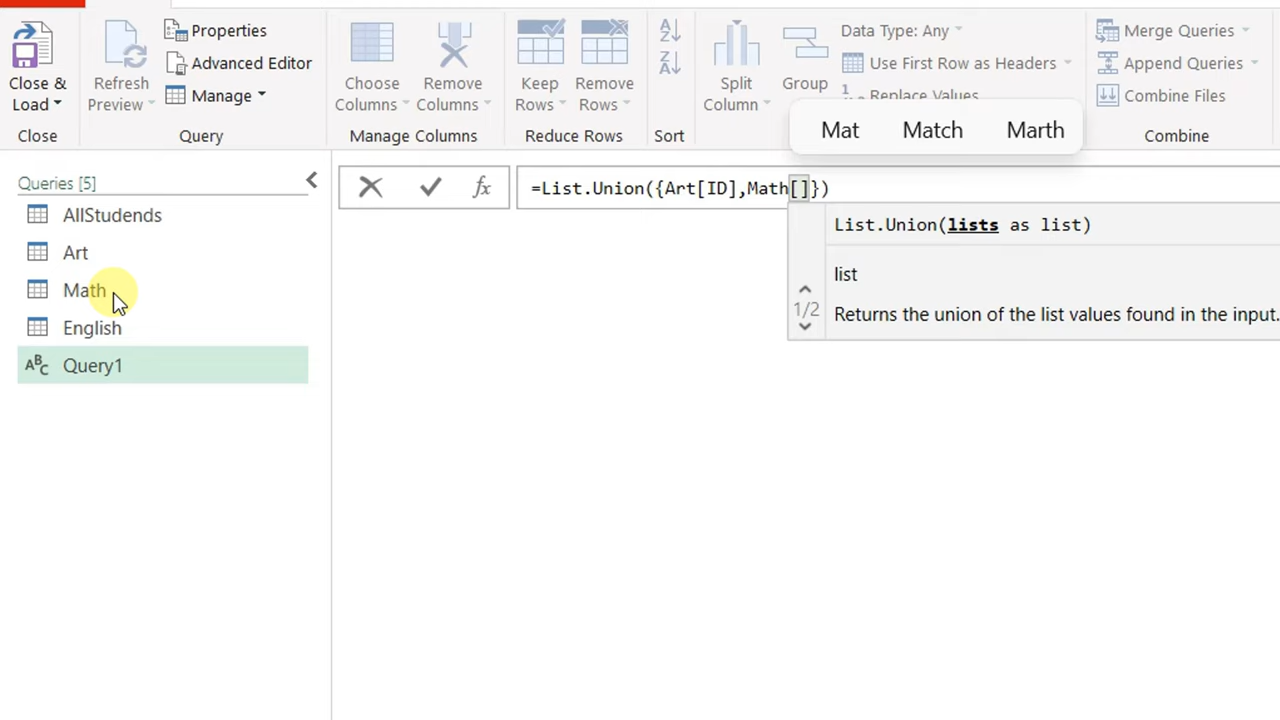 Close &
Load
Close
Refresh
Preview
Properties
Advanced Editor
Manage
Query
Choose
Columns
Remove
Columns
Manage Columns
Keep
Rows
Remove
Rows
Reduce Rows
Sort
Split
Column
Group
Data Type: Any
Use First Row as Headers
Replace Values
Merge Queries
Append Queries
Combine Files
Combine
Mat Match Marth
Queries [5]
AllStudends
Art
Math
English
ABC Query1
fx
=List.Union({Art[ID],Math[]})
List.Union(lists as list)
list
1/2
Returns the union of the list values found in the input.